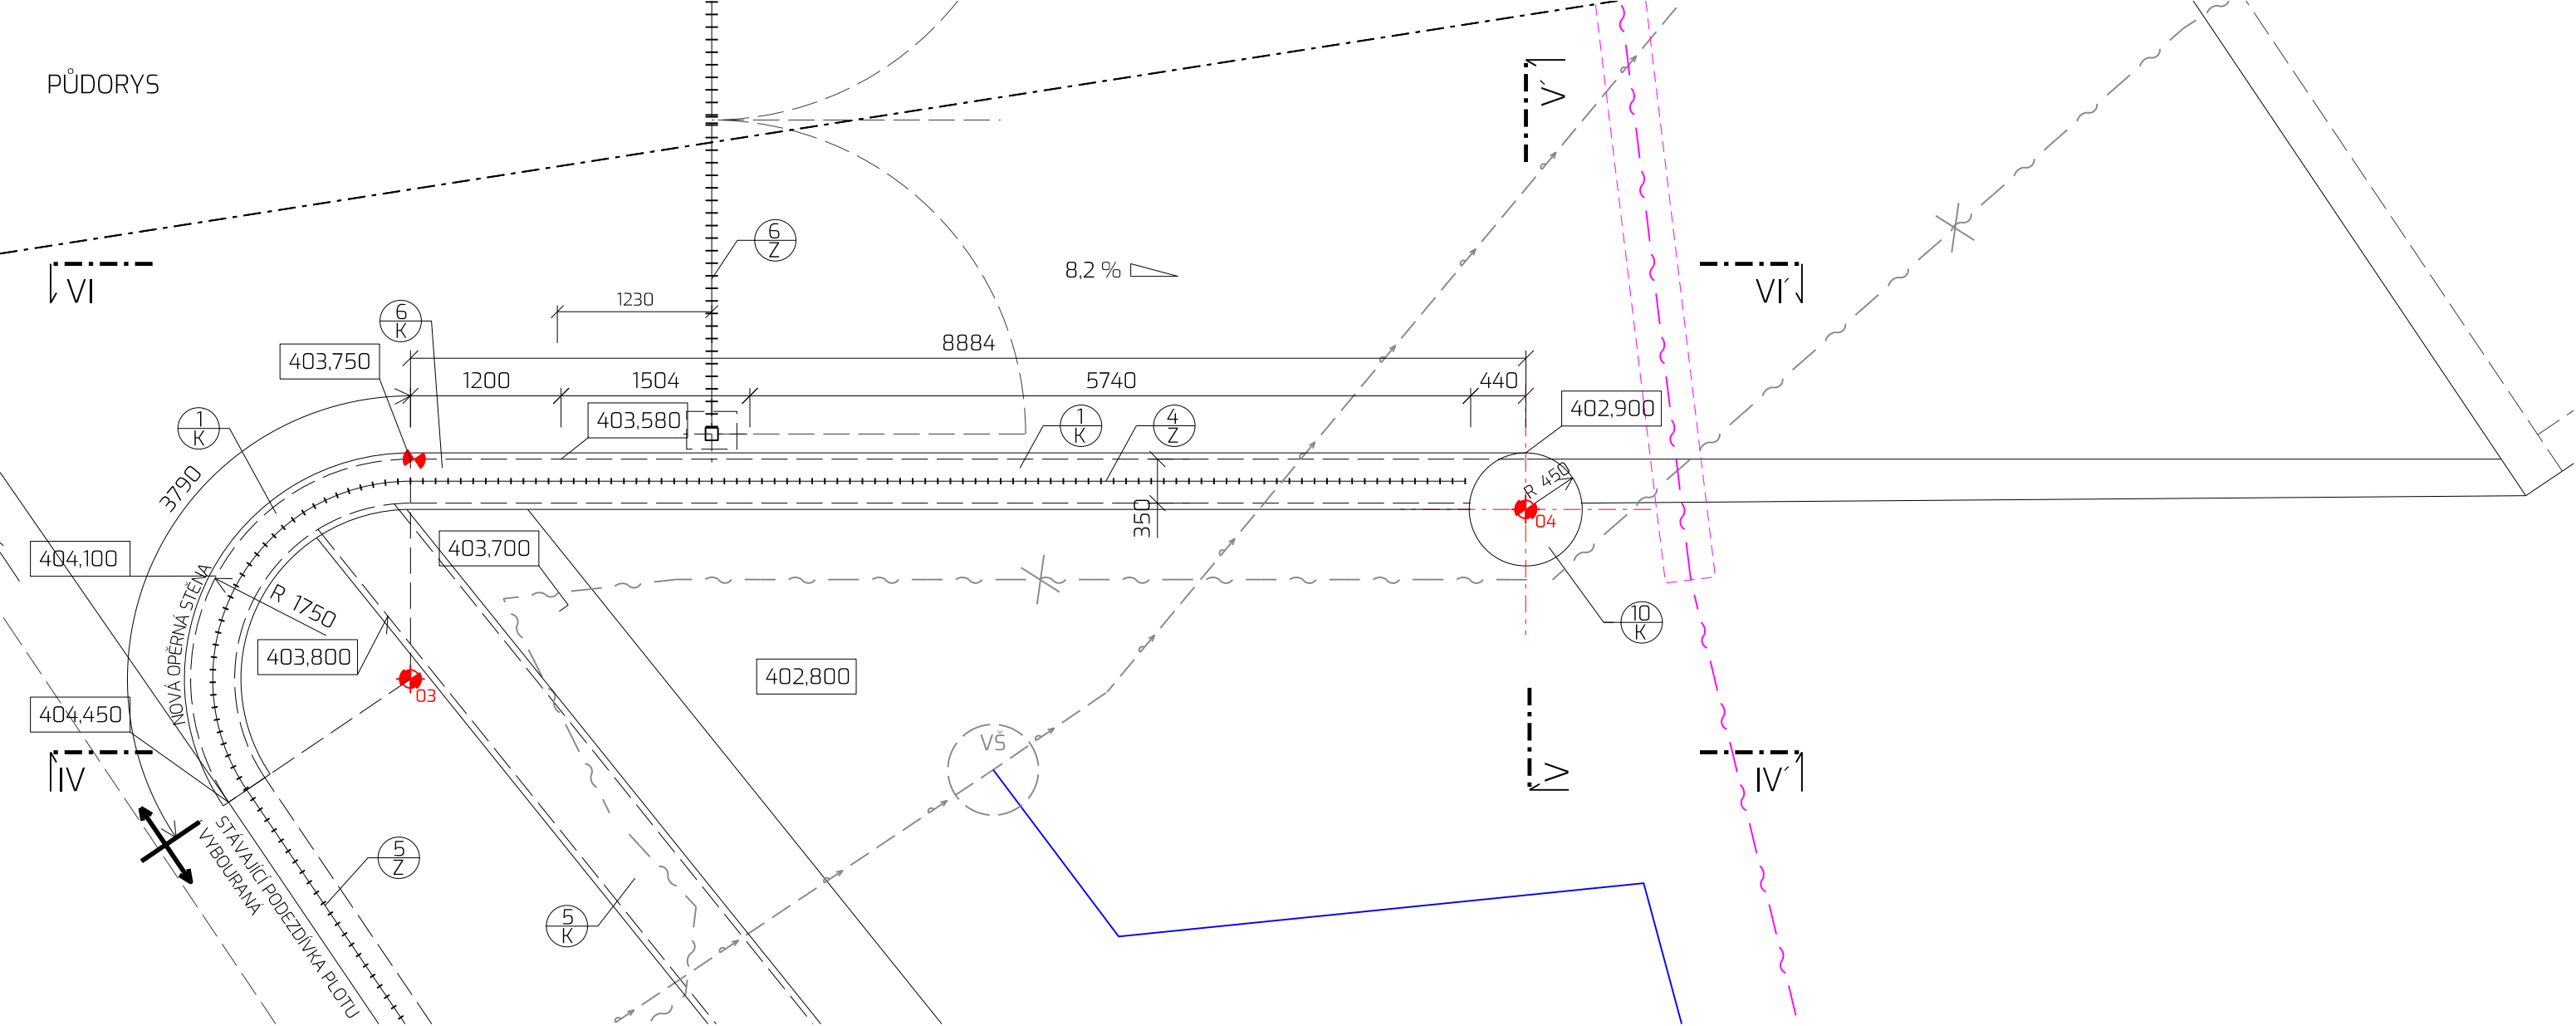 PŮDORYS
V´
6
Z
8,2 %
VI
VI´
1230
6
K
8884
403,750
1200
1504
5740
440
403,580
402,900
1
K
1
K
4
Z
3790
R 450
350
04
403,700
404,100
NOVÁ OPĚRNÁ STĚNA
R 1750
10
K
403,800
402,800
03
404,450
VŠ
IV
V
IV´
STÁVAJÍCÍ PODEZDÍVKA PLOTU
VYBOURANÁ
5
Z
5
K